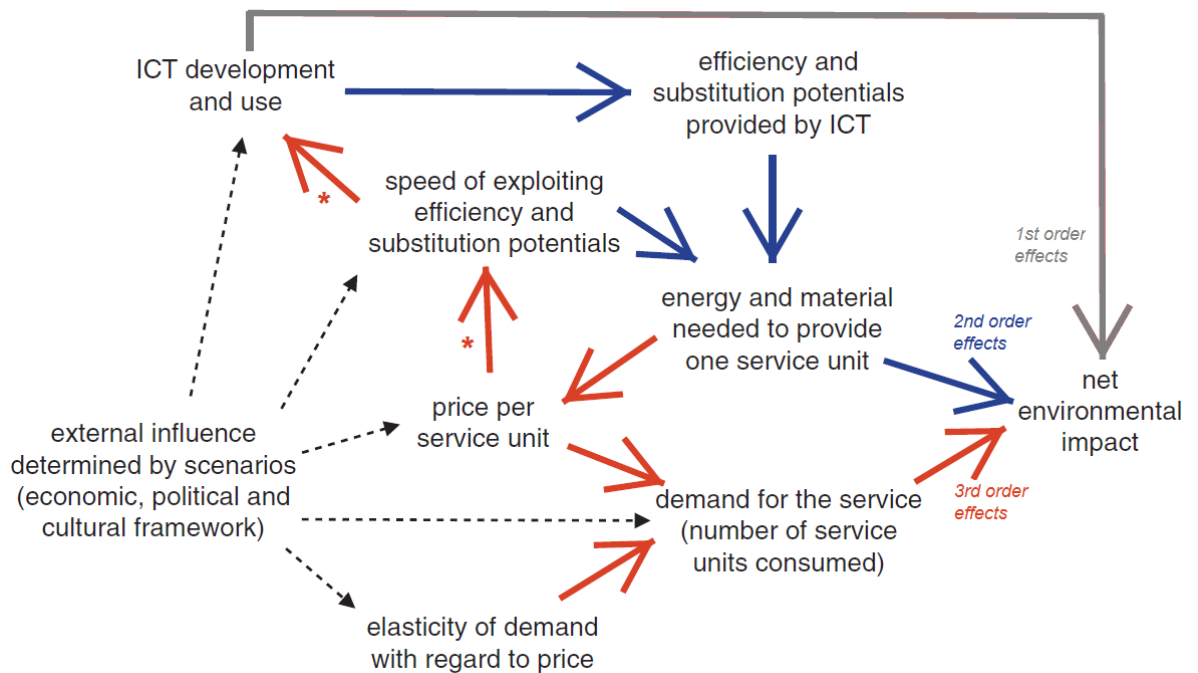 ICT development
and use
efficiency and
substitution potentials
provided by ICT
speed of exploiting
efficiency and
substitution potentials
*
1st order
effects
energy and material
needed to provide
one service unit
2nd order
effects
*
net
environmental
impact
price per
service unit
external influence
determined by scenarios
(economic, political and
cultural framework)
demand for the service
(number of service
units consumed)
3rd order
effects
elasticity of demand
with regard to price